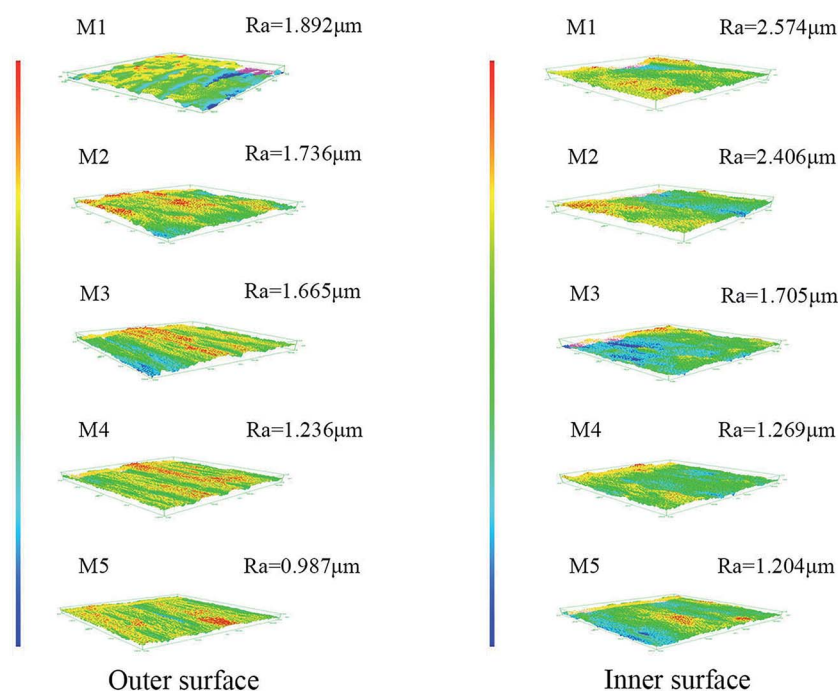 M1 Ra=1.892μm
M2 Ra=1.736μm
M3 Ra=1.665μm
M4 Ra=1.236μm
M5 Ra=0.987μm
Outer surface
M1 Ra=2.574μm
M2 Ra=2.406μm
M3 Ra=1.705μm
M4 Ra=1.269μm
M5 Ra=1.204μm
Inner surface